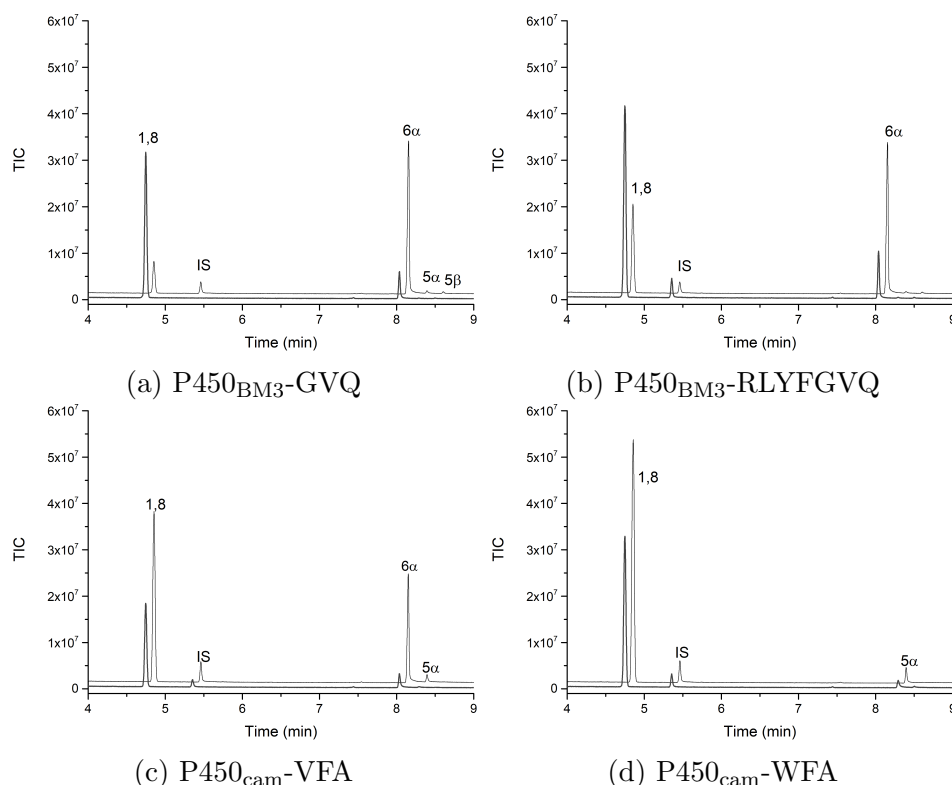 6x10⁷
5x10⁷
4x10⁷
3x10⁷
2x10⁷
1x10⁷
0
TIC
1,8
IS
6α
5α 5β
4 5 6 7 8 9
Time (min)
(a) P450BM3-GVQ
6x10⁷
5x10⁷
4x10⁷
3x10⁷
2x10⁷
1x10⁷
0
TIC
1,8
IS
6α
4 5 6 7 8 9
Time (min)
(b) P450BM3-RLYFGVQ
6x10⁷
5x10⁷
4x10⁷
3x10⁷
2x10⁷
1x10⁷
0
TIC
1,8
IS
6α
5α
4 5 6 7 8 9
Time (min)
(c) P450cam-VFA
6x10⁷
5x10⁷
4x10⁷
3x10⁷
2x10⁷
1x10⁷
0
TIC
1,8
IS
5α
4 5 6 7 8 9
Time (min)
(d) P450cam-WFA